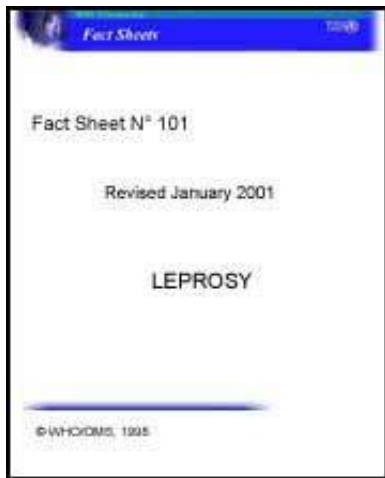 Fact Sheets
Fact Sheet N° 101
Revised January 2001
LEPROSY
© WHO/OMS, 1998